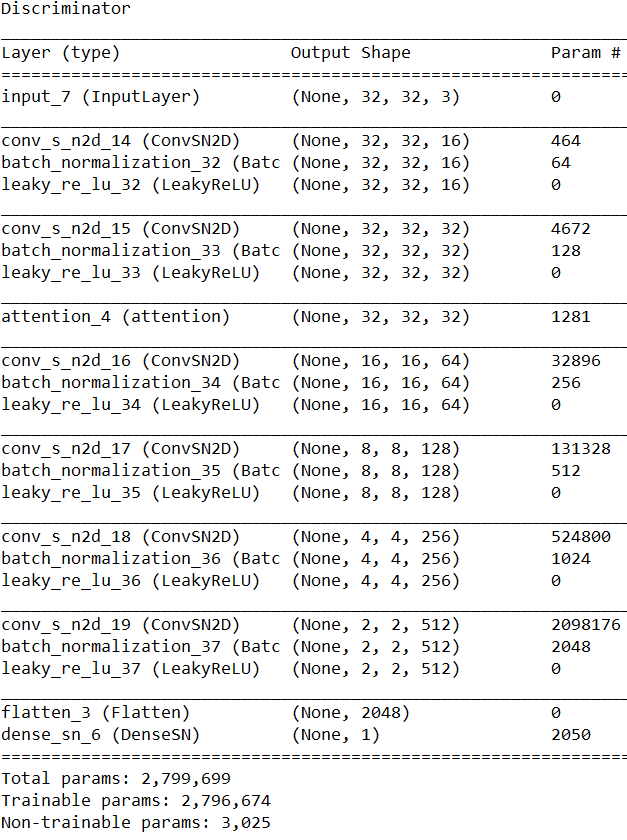 Discriminator
Layer (type) Output Shape Param #
input_7 (InputLayer) (None, 32, 32, 3) 0
conv_s_n2d_14 (ConvSN2D) (None, 32, 32, 16) 464
batch_normalization_32 (Batc (None, 32, 32, 16) 64
leaky_re_lu_32 (LeakyReLU) (None, 32, 32, 16) 0
conv_s_n2d_15 (ConvSN2D) (None, 32, 32, 32) 4672
batch_normalization_33 (Batc (None, 32, 32, 32) 128
leaky_re_lu_33 (LeakyReLU) (None, 32, 32, 32) 0
attention_4 (attention) (None, 32, 32, 32) 1281
conv_s_n2d_16 (ConvSN2D) (None, 16, 16, 64) 32896
batch_normalization_34 (Batc (None, 16, 16, 64) 256
leaky_re_lu_34 (LeakyReLU) (None, 16, 16, 64) 0
conv_s_n2d_17 (ConvSN2D) (None, 8, 8, 128) 131328
batch_normalization_35 (Batc (None, 8, 8, 128) 512
leaky_re_lu_35 (LeakyReLU) (None, 8, 8, 128) 0
conv_s_n2d_18 (ConvSN2D) (None, 4, 4, 256) 524800
batch_normalization_36 (Batc (None, 4, 4, 256) 1024
leaky_re_lu_36 (LeakyReLU) (None, 4, 4, 256) 0
conv_s_n2d_19 (ConvSN2D) (None, 2, 2, 512) 2098176
batch_normalization_37 (Batc (None, 2, 2, 512) 2048
leaky_re_lu_37 (LeakyReLU) (None, 2, 2, 512) 0
flatten_3 (Flatten) (None, 2048) 0
dense_sn_6 (DenseSN) (None, 1) 2050
Total params: 2,799,699
Trainable params: 2,796,674
Non-trainable params: 3,025